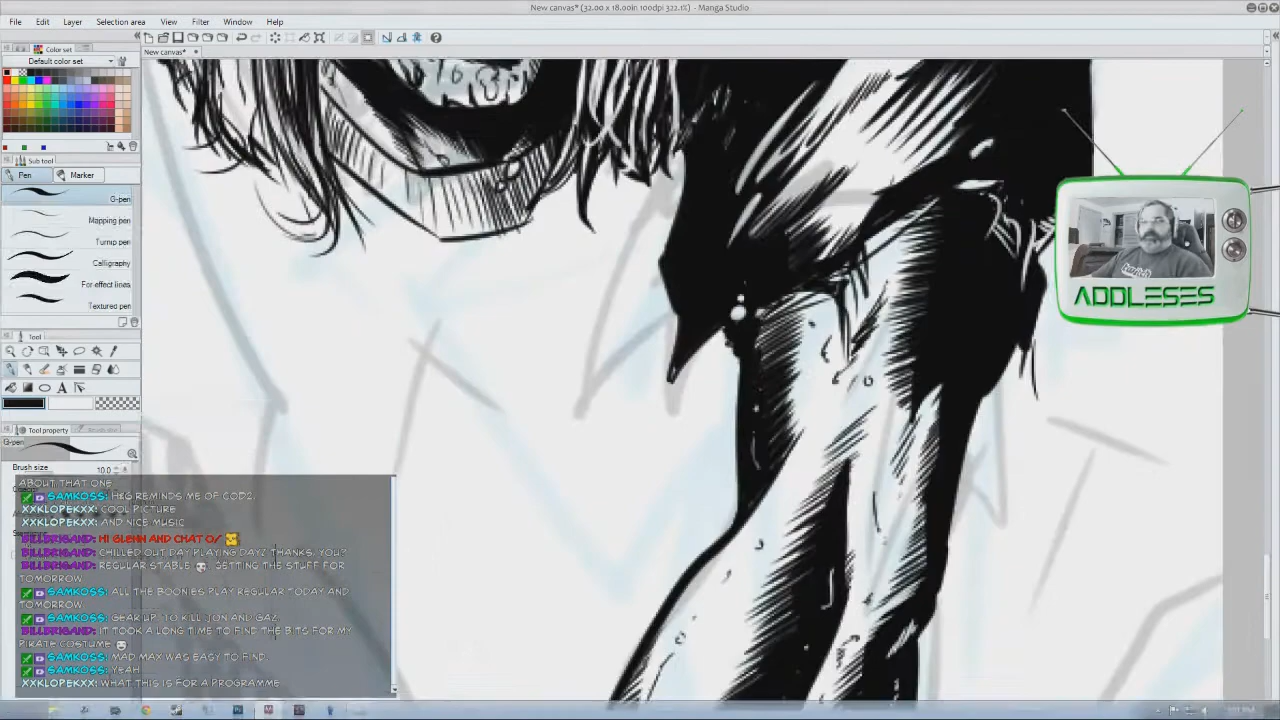 New canvas* (32.00 x 18.00in 100dpi 322.1%) - Manga Studio
File Edit Layer Selection area View Filter Window Help
Color set
New canvas*
Default color set
Sub tool
Pen Marker
G-pen
Mapping pen
Turnip pen
Calligraphy
For effect lines
Textured pen
Tool
Tool property
G-pen
Brush size 10.0
ADDLESES
ABOUT THAT ONE
SAMKOSS: H&G REMINDS ME OF COD2.
XXKLOPEKXX: COOL PICTURE
XXKLOPEKXX: AND NICE MUSIC
BILLBRIGAND: HI GLENN AND CHAT O/
BILLBRIGAND: CHILLED OUT DAY PLAYING DAYZ THANKS, YOU?
BILLBRIGAND: REGULAR STABLE GETTING THE STUFF FOR
TOMORROW
SAMKOSS: ALL THE BOONIES PLAY REGULAR TODAY AND
TOMORROW
SAMKOSS: GEAR UP, TO KILL JON AND GAZ
BILLBRIGAND: IT TOOK A LONG TIME TO FIND THE BITS FOR MY
PIRATE COSTUME
SAMKOSS: MAD MAX WAS EASY TO FIND.
SAMKOSS: YEAH
XXKLOPEKXX: WHAT THIS IS FOR A PROGRAMME